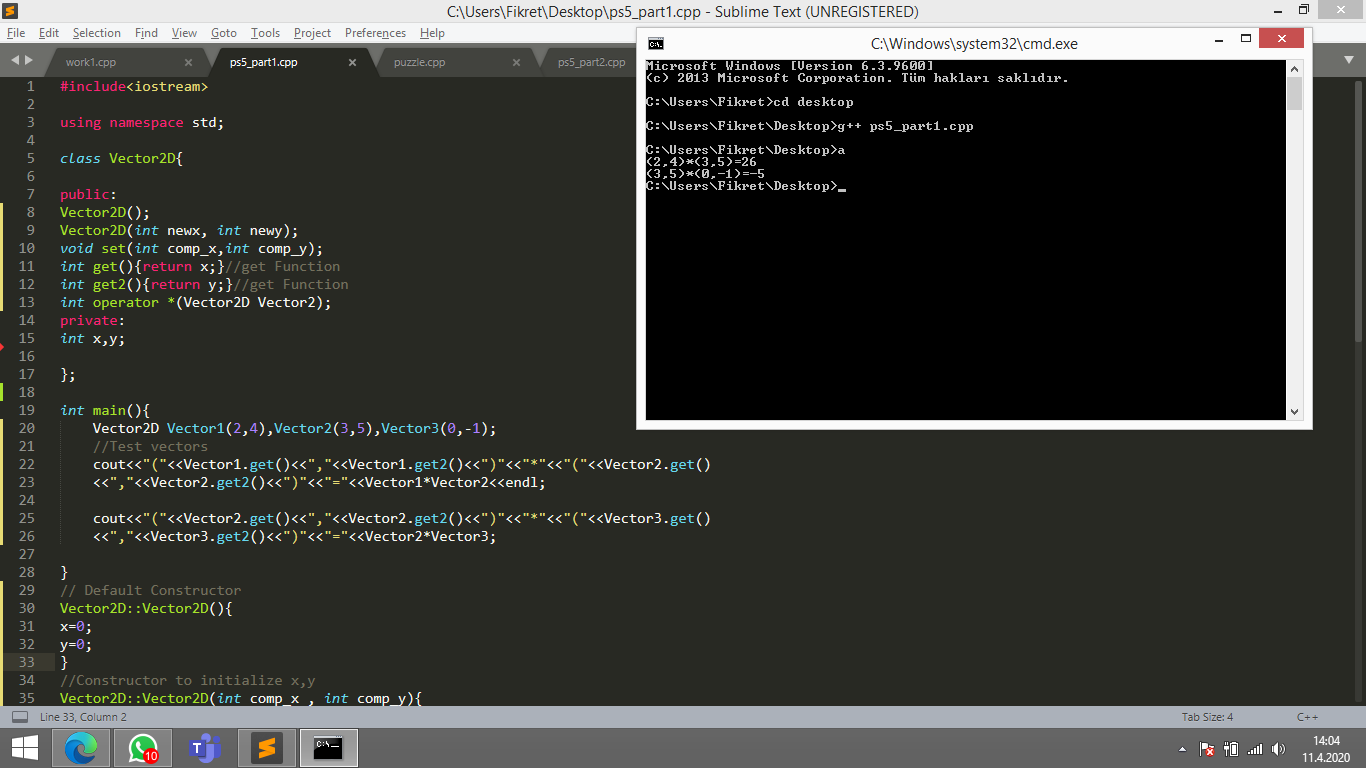 C:\Users\Fikret\Desktop\ps5_part1.cpp - Sublime Text (UNREGISTERED)
File Edit Selection Find View Goto Tools Project Preferences Help
work1.cpp × ps5_part1.cpp × puzzle.cpp × ps5_part2.cpp
1 #include<iostream>
2
3 using namespace std;
4
5 class Vector2D{
6
7 public:
8 Vector2D();
9 Vector2D(int newx, int newy);
10 void set(int comp_x,int comp_y);
11 int get(){return x;}//get Function
12 int get2(){return y;}//get Function
13 int operator *(Vector2D Vector2);
14 private:
15 int x,y;
16
17 };
18
19 int main(){
20 Vector2D Vector1(2,4),Vector2(3,5),Vector3(0,-1);
21 //Test vectors
22 cout<<"("<<Vector1.get()<<","<<Vector1.get2()<<")"<<"*"<<"("<<Vector2.get()
23 <<","<<Vector2.get2()<<")"<<"="<<Vector1*Vector2<<endl;
24
25 cout<<"("<<Vector2.get()<<","<<Vector2.get2()<<")"<<"*"<<"("<<Vector3.get()
26 <<","<<Vector3.get2()<<")"<<"="<<Vector2*Vector3;
27
28 }
29 // Default Constructor
30 Vector2D::Vector2D(){
31 x=0;
32 y=0;
33 }
34 //Constructor to initialize x,y
35 Vector2D::Vector2D(int comp_x , int comp_y){
C:\Windows\system32\cmd.exe
Microsoft Windows [Version 6.3.9600]
(c) 2013 Microsoft Corporation. Tüm hakları saklıdır.
C:\Users\Fikret>cd desktop
C:\Users\Fikret\Desktop>g++ ps5_part1.cpp
C:\Users\Fikret\Desktop>a
(2,4)*(3,5)=26
(3,5)*(0,-1)=-5
C:\Users\Fikret\Desktop>_
Line 33, Column 2 Tab Size: 4 C++
10
14:04
11.4.2020